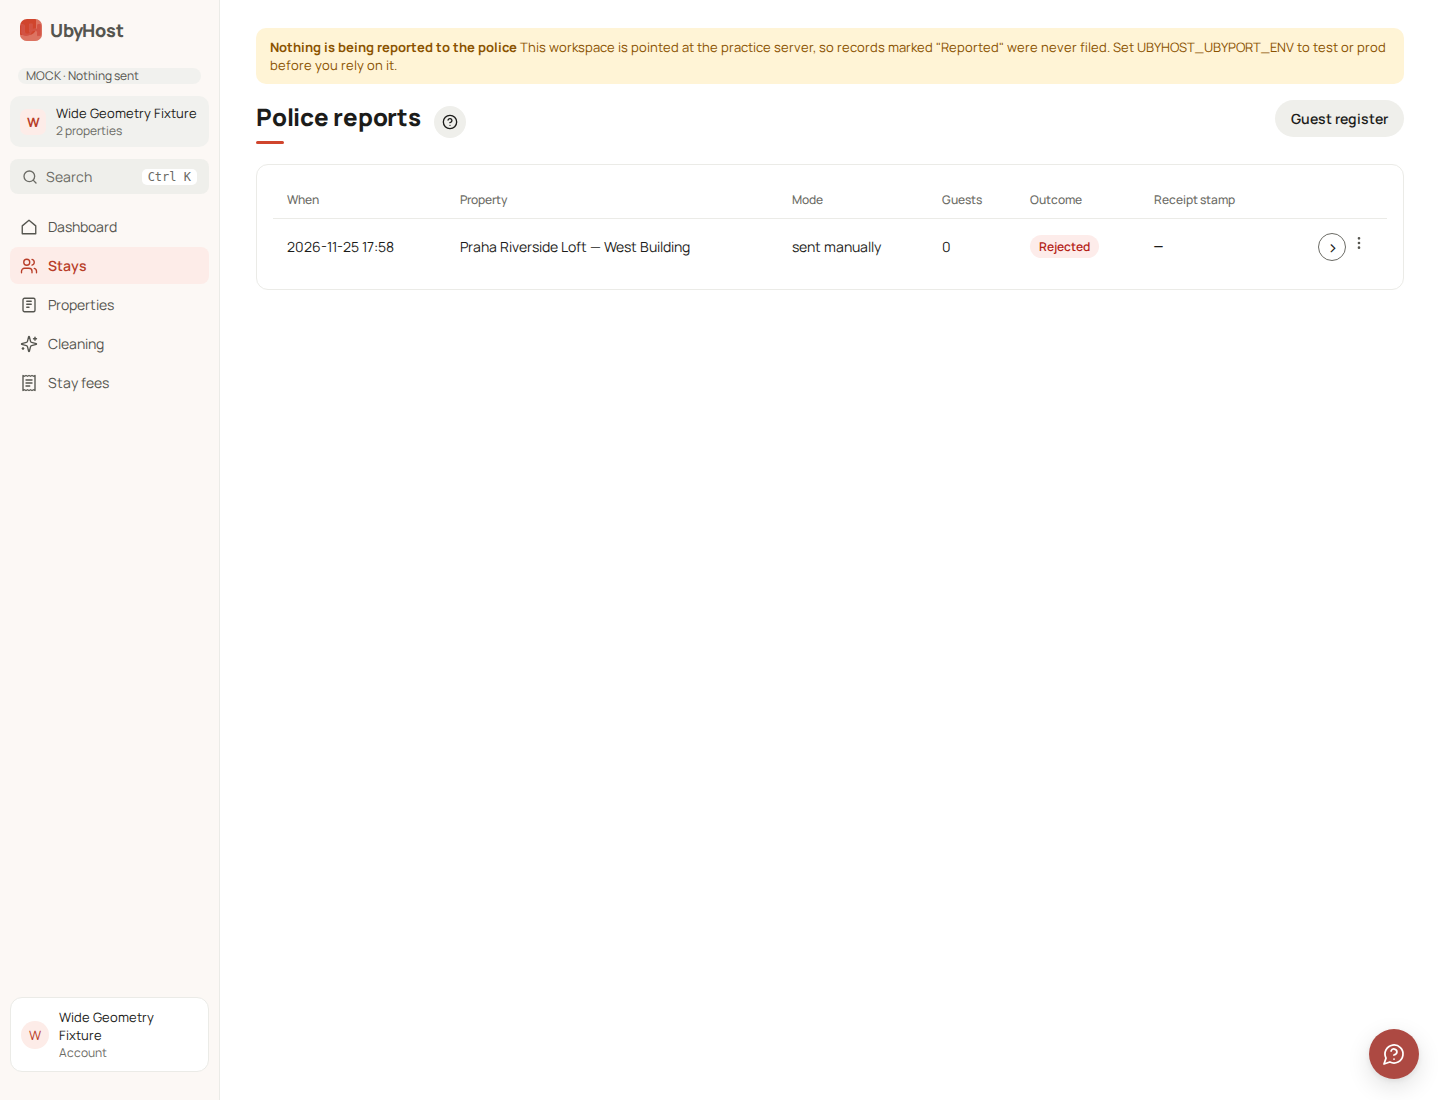 UbyHost
MOCK · Nothing sent
W
Wide Geometry Fixture
2 properties
Search
Ctrl K
Dashboard
Stays
Properties
Cleaning
Stay fees
W
Wide Geometry
Fixture
Account
Nothing is being reported to the police This workspace is pointed at the practice server, so records marked "Reported" were never filed. Set UBYHOST_UBYPORT_ENV to test or prod
before you rely on it.
Police reports
Guest register
When Property Mode Guests Outcome Receipt stamp
2026-11-25 17:58 Praha Riverside Loft — West Building sent manually 0 Rejected —